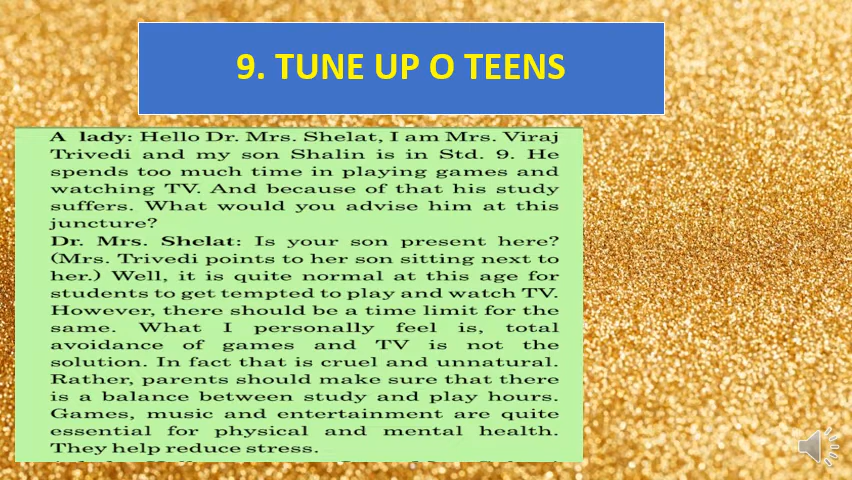 9. TUNE UP O TEENS
A lady: Hello Dr. Mrs. Shelat, I am Mrs. Viraj
Trivedi and my son Shalin is in Std. 9. He
spends too much time in playing games and
watching TV. And because of that his study
suffers. What would you advise him at this
juncture?
Dr. Mrs. Shelat: Is your son present here?
(Mrs. Trivedi points to her son sitting next to
her.) Well, it is quite normal at this age for
students to get tempted to play and watch TV.
However, there should be a time limit for the
same. What I personally feel is, total
avoidance of games and TV is not the
solution. In fact that is cruel and unnatural.
Rather, parents should make sure that there
is a balance between study and play hours.
Games, music and entertainment are quite
essential for physical and mental health.
They help reduce stress.